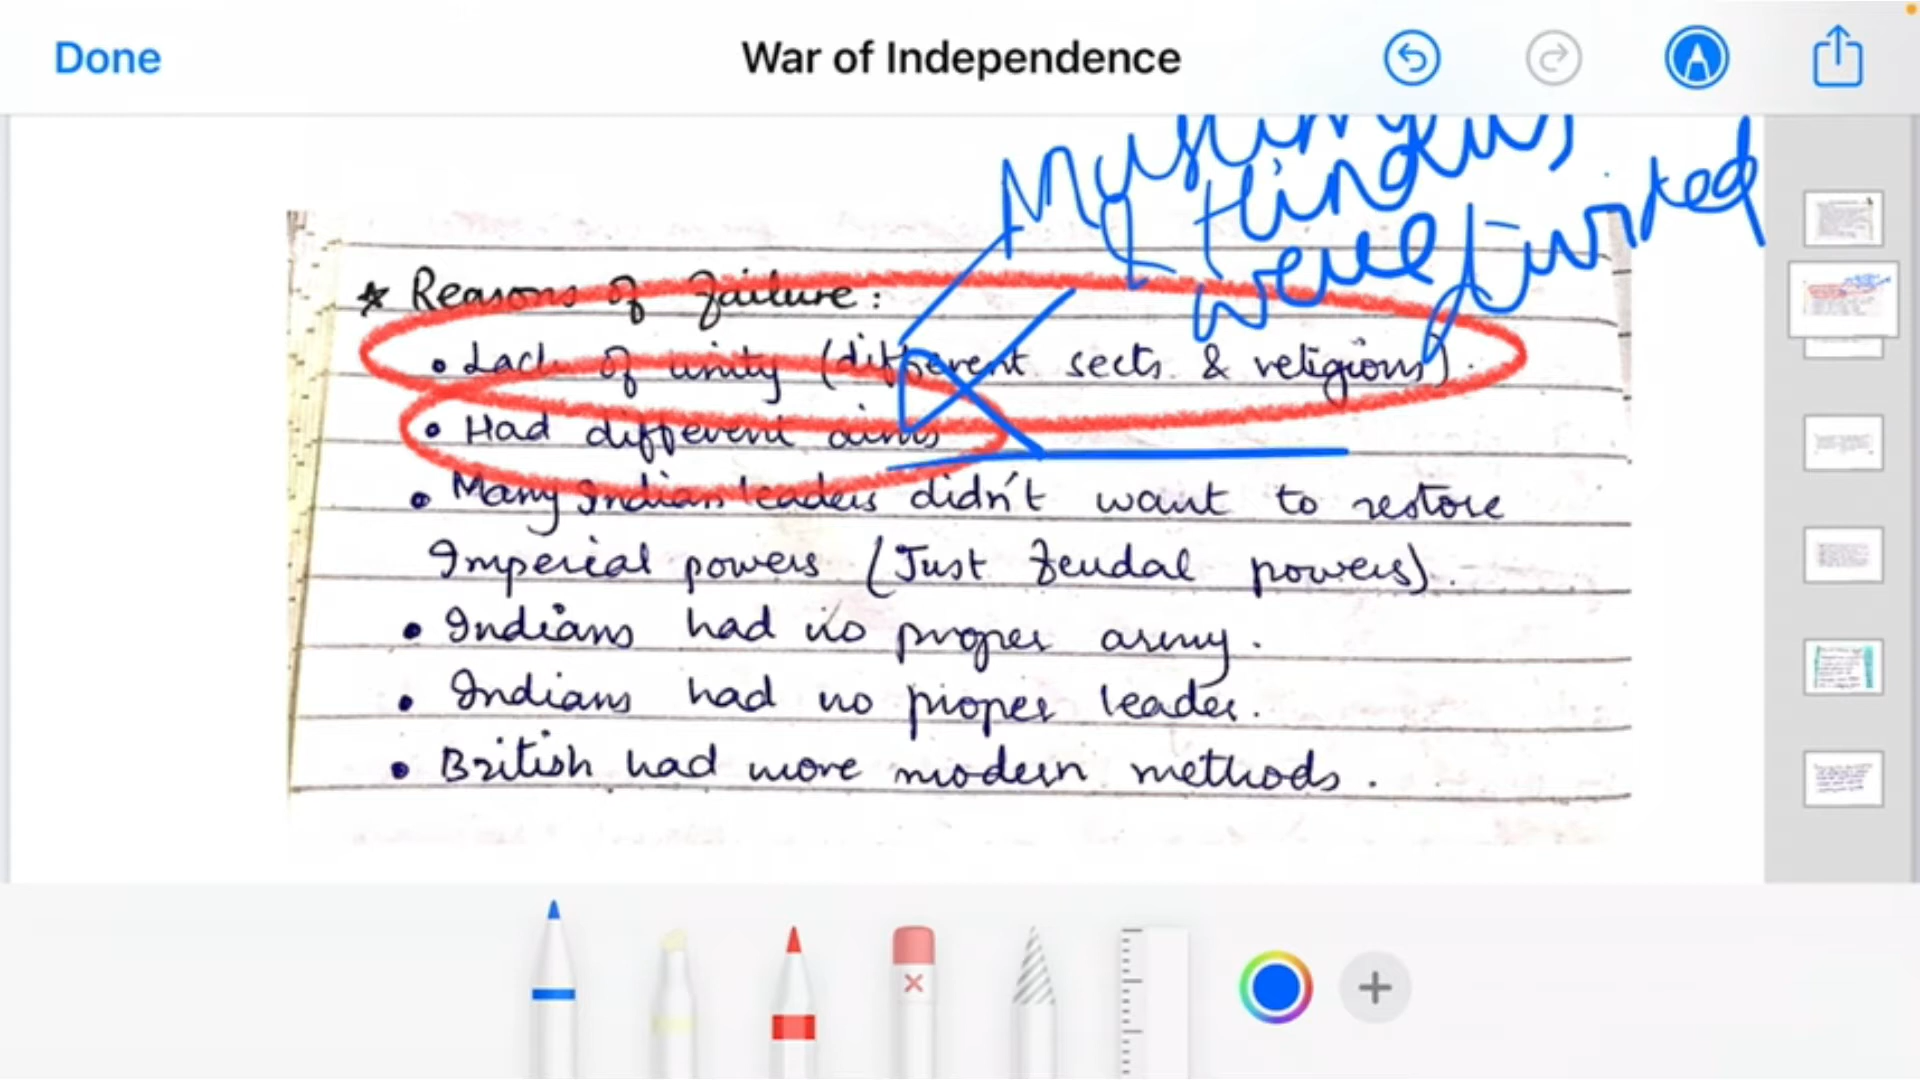 Done
War of Independence
Muslims
& Hindus
were
★ Reasons of failure:
• Lack of unity (different sects & religions).
• Had different aims
• Many Indian leaders didn't want to restore
Imperial powers (Just feudal powers).
• Indians had no proper army.
• Indians had no proper leader.
• British had more modern methods.